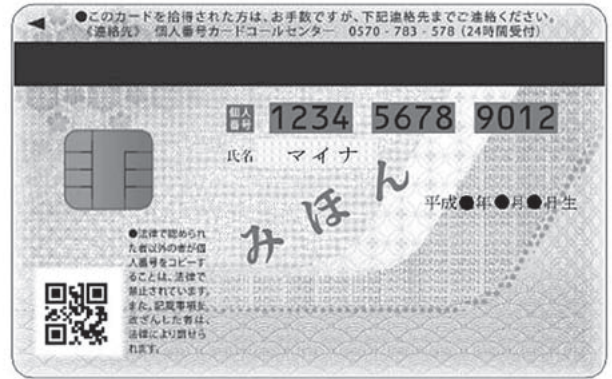 ●このカードを拾得された方は、お手数ですが、下記連絡先までご連絡ください。
《連絡先》 個人番号カードコールセンター 0570-783-578 (24時間受付)
個人番号 1234 5678 9012
氏名 マイナ
平成●年●月●日生
みほん
●法律で認められ
た者以外の者が個
人番号をコピーす
ることは、法律で
禁止されています。
また、記載事項を
改ざんした者は、
法律により罰せら
れます。